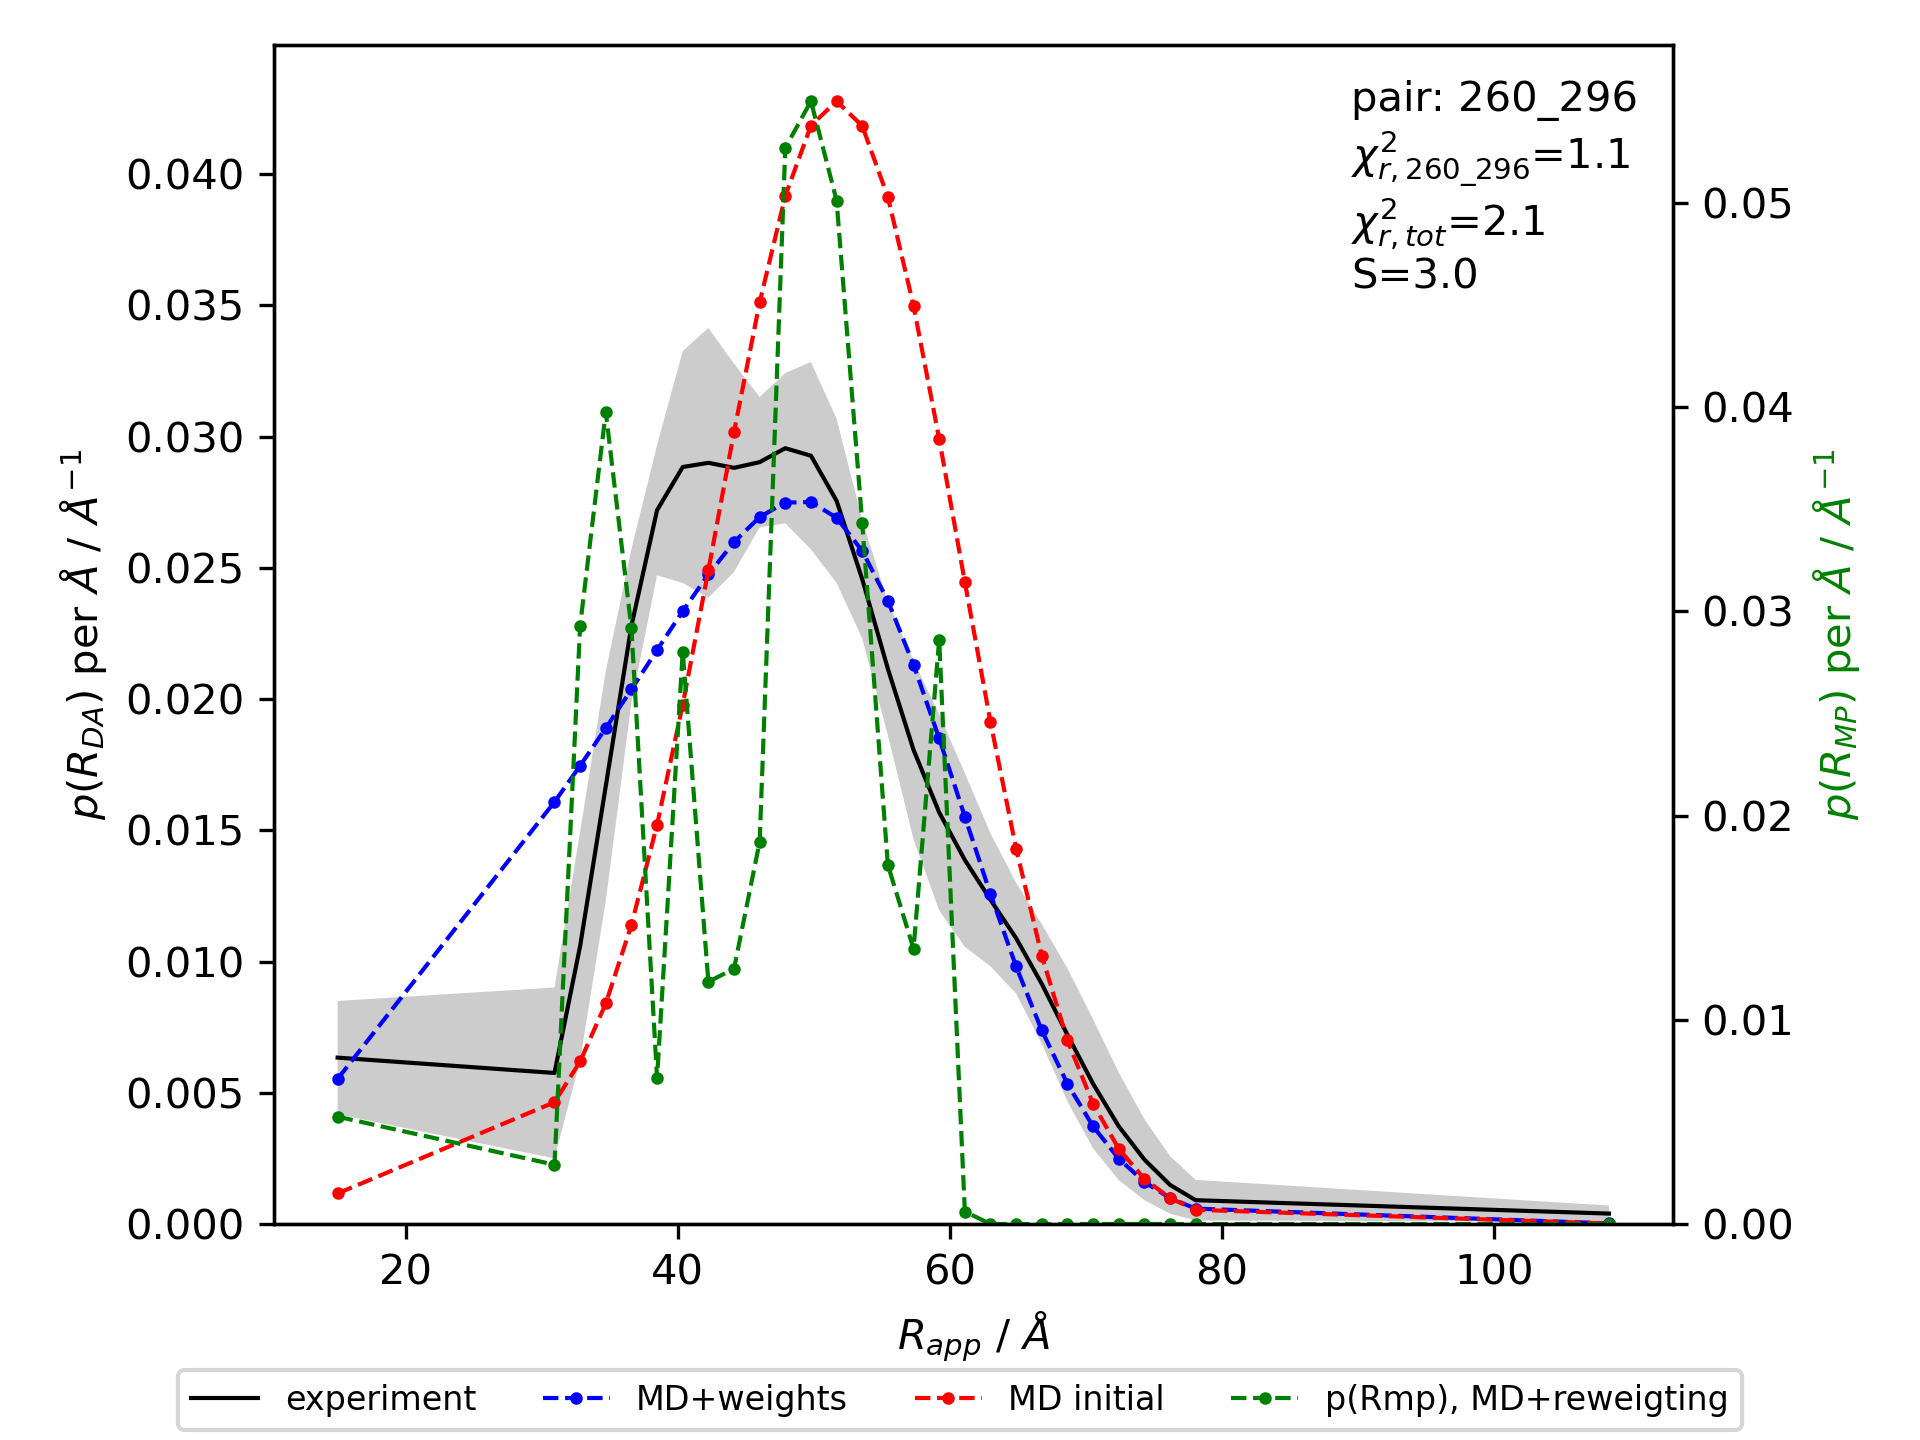 pair: 260_296
χ²r, 260_296=1.1
χ²r, tot=2.1
S=3.0
0.040
0.035
0.030
0.025
0.020
0.015
0.010
0.005
0.000
p(RDA) per Å / Å⁻¹
0.05
0.04
0.03
0.02
0.01
0.00
p(RMP) per Å / Å⁻¹
20 40 60 80 100
Rapp / Å
experiment MD+weights MD initial p(Rmp), MD+reweigting